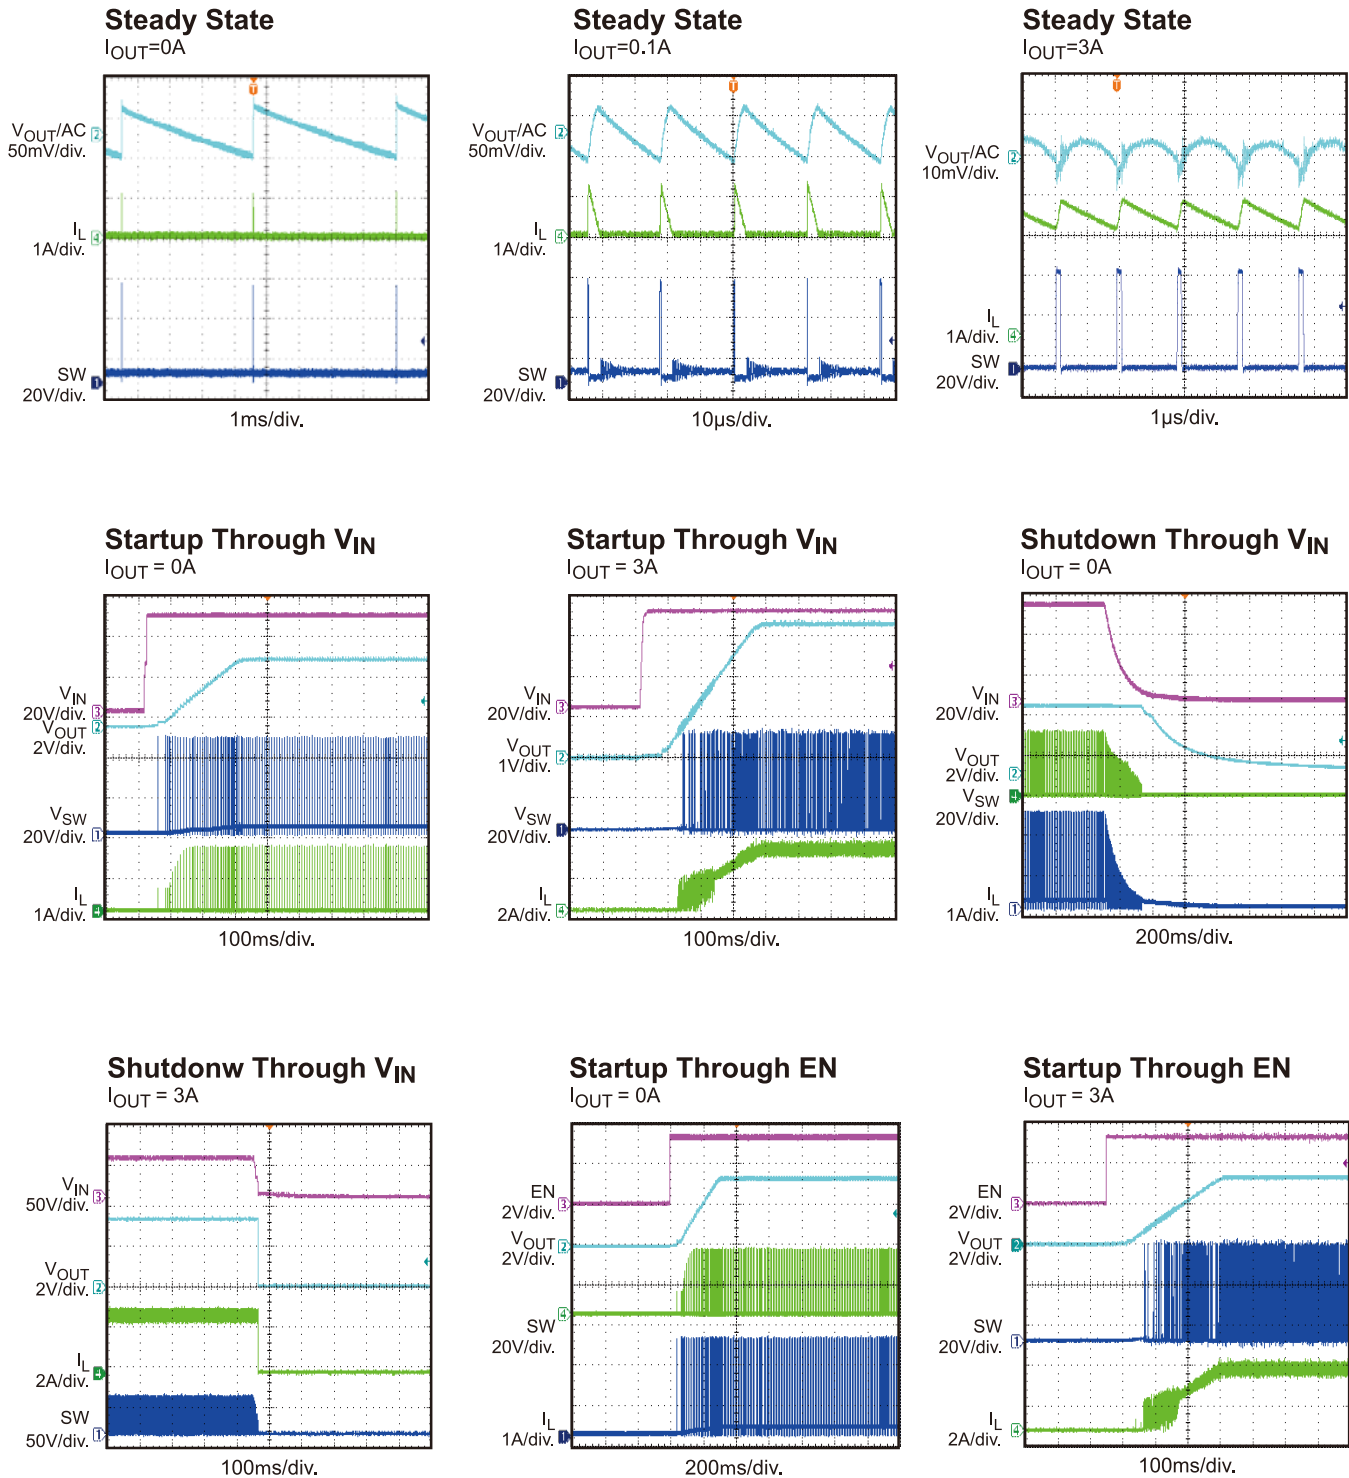 Steady State
IOUT=0A
VOUT/AC
50mV/div.
IL
1A/div.
SW
20V/div.
1ms/div.
Steady State
IOUT=0.1A
VOUT/AC
50mV/div.
IL
1A/div.
SW
20V/div.
10µs/div.
Steady State
IOUT=3A
VOUT/AC
10mV/div.
IL
1A/div.
SW
20V/div.
1µs/div.
Startup Through VIN
IOUT = 0A
VIN
20V/div.
VOUT
2V/div.
VSW
20V/div.
IL
1A/div.
100ms/div.
Startup Through VIN
IOUT = 3A
VIN
20V/div.
VOUT
1V/div.
VSW
20V/div.
IL
2A/div.
100ms/div.
Shutdown Through VIN
IOUT = 0A
VIN
20V/div.
VOUT
2V/div.
VSW
20V/div.
IL
1A/div.
200ms/div.
Shutdonw Through VIN
IOUT = 3A
VIN
50V/div.
VOUT
2V/div.
IL
2A/div.
SW
50V/div.
100ms/div.
Startup Through EN
IOUT = 0A
EN
2V/div.
VOUT
2V/div.
SW
20V/div.
IL
1A/div.
200ms/div.
Startup Through EN
IOUT = 3A
EN
2V/div.
VOUT
2V/div.
SW
20V/div.
IL
2A/div.
100ms/div.